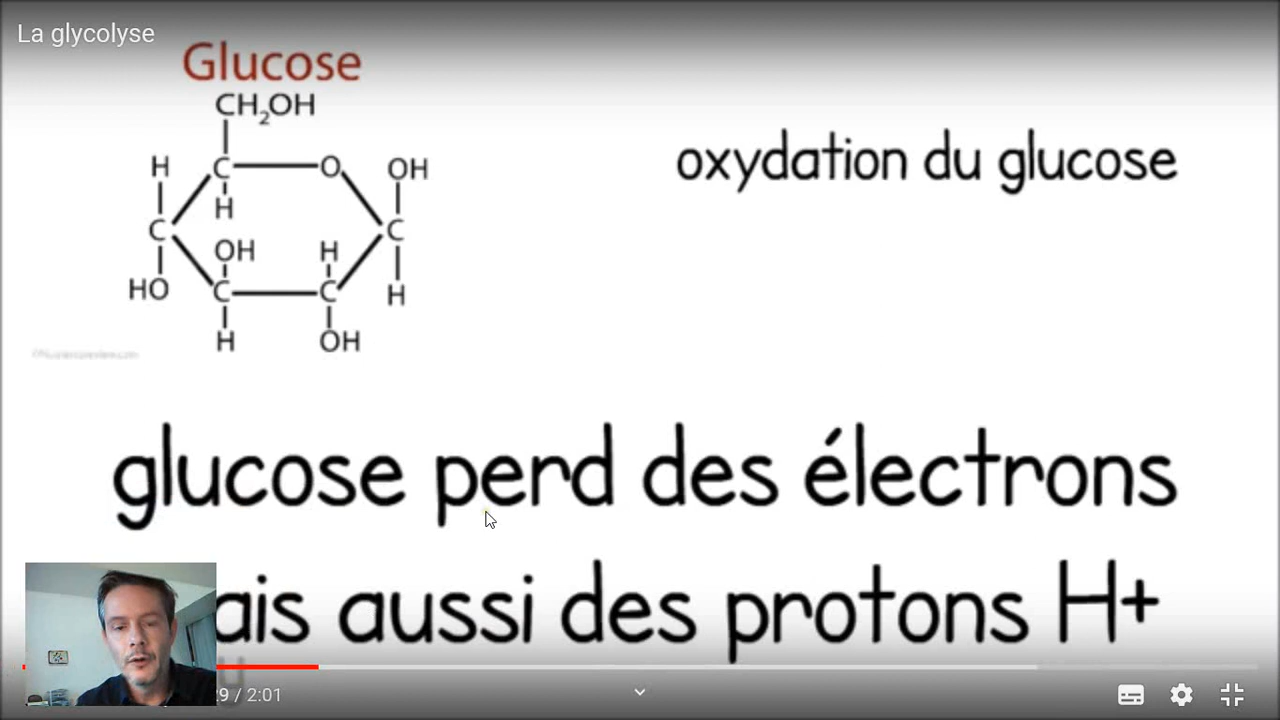 La glycolyse
Glucose
CH2OH
H C O OH
H
C OH H C
HO C C H
H OH
oxydation du glucose
glucose perd des électrons
aussi des protons H+
/ 2:01